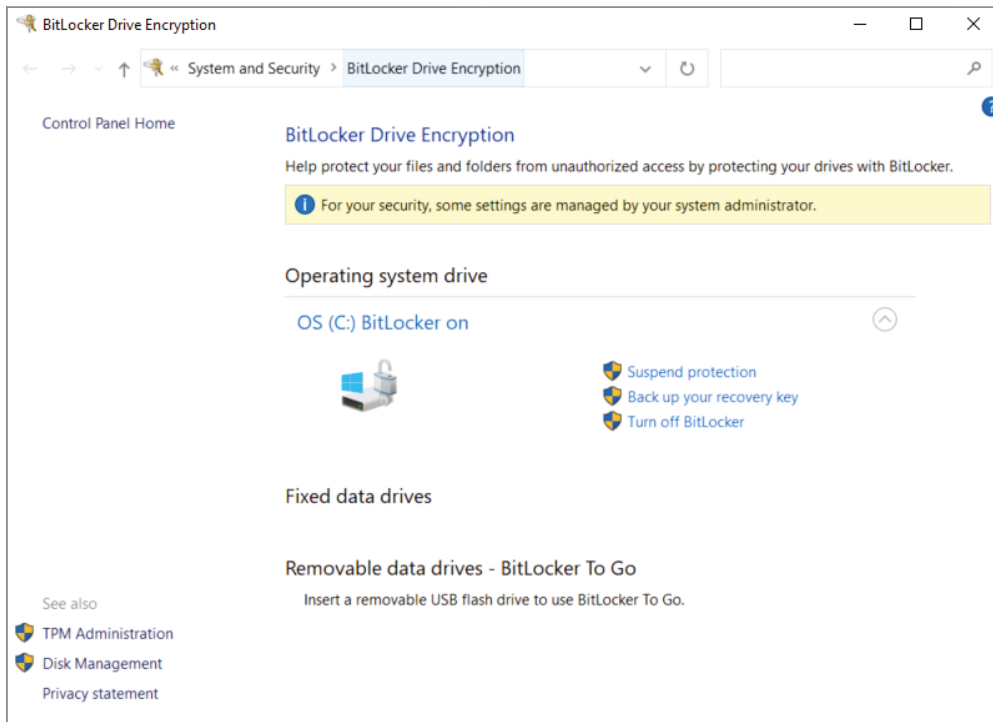 BitLocker Drive Encryption
« System and Security > BitLocker Drive Encryption
Control Panel Home
BitLocker Drive Encryption
Help protect your files and folders from unauthorized access by protecting your drives with BitLocker.
For your security, some settings are managed by your system administrator.
Operating system drive
OS (C:) BitLocker on
Suspend protection
Back up your recovery key
Turn off BitLocker
Fixed data drives
Removable data drives - BitLocker To Go
Insert a removable USB flash drive to use BitLocker To Go.
See also
TPM Administration
Disk Management
Privacy statement